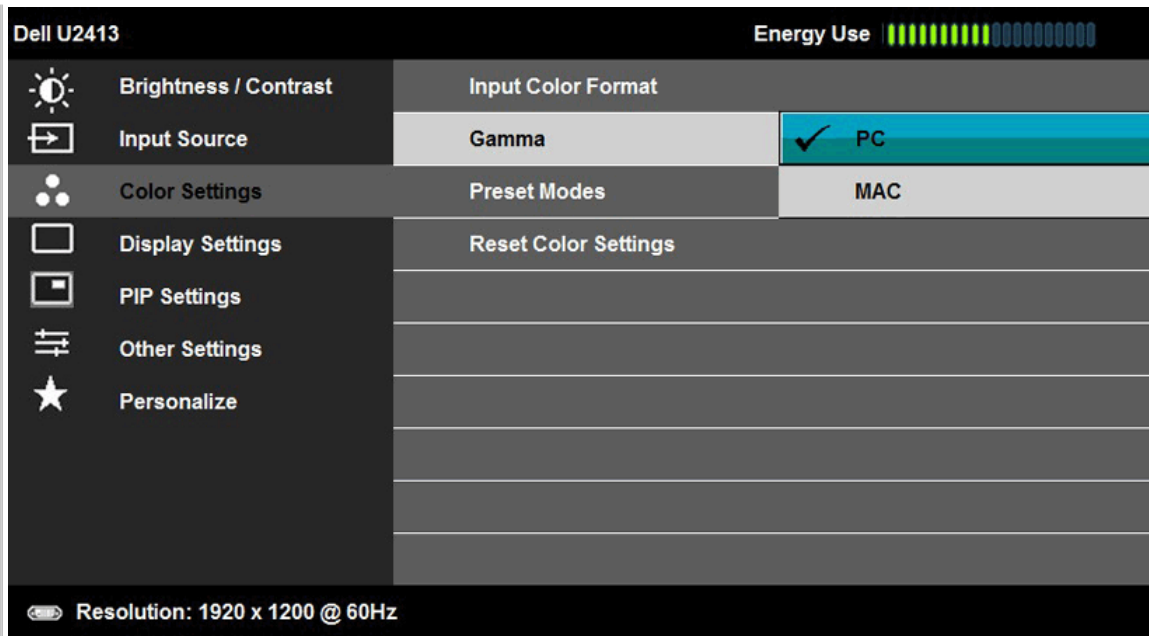 Dell U2413
Energy Use
Brightness / Contrast
Input Source
Color Settings
Display Settings
PIP Settings
Other Settings
Personalize
Input Color Format
Gamma
Preset Modes
Reset Color Settings
PC
MAC
Resolution: 1920 x 1200 @ 60Hz